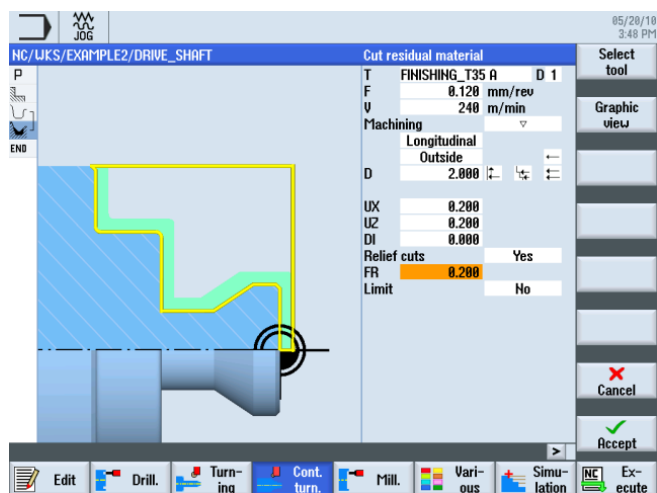 JOG
05/20/10
3:48 PM
NC/WKS/EXAMPLE2/DRIVE_SHAFT
Cut residual material
Select
tool
P
T FINISHING_T35 A D 1
F 0.120 mm/rev
V 240 m/min
Graphic
view
Machining ▽
END
Longitudinal
Outside ←
D 2.000
UX 0.200
UZ 0.200
DI 0.000
Relief cuts Yes
FR 0.200
Limit No
Cancel
Accept
>
Edit
Drill.
Turn-
ing
Cont.
turn.
Mill.
Vari-
ous
Simu-
lation
NC
Ex-
ecute